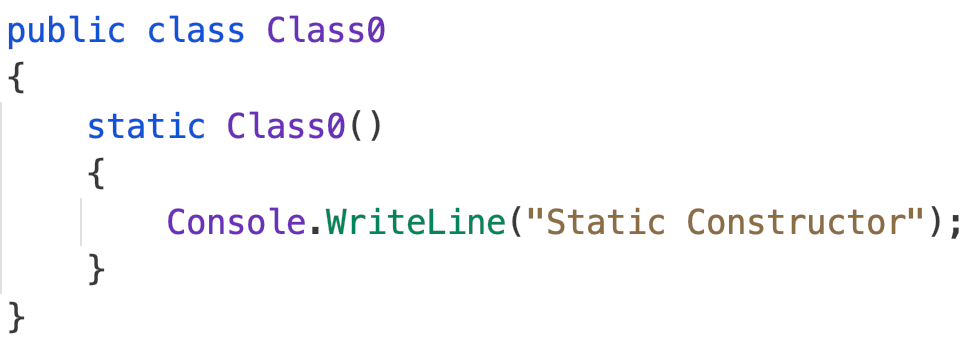 public class Class0
{
    static Class0()
    {
        Console.WriteLine("Static Constructor");
    }
}